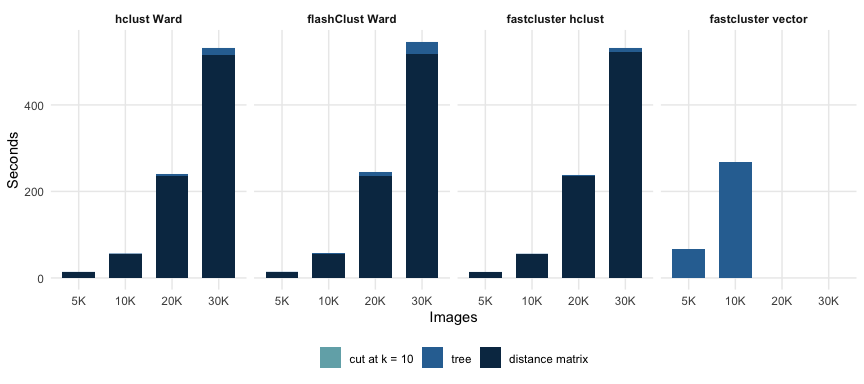 hclust Ward
flashClust Ward
fastcluster hclust
fastcluster vector
Seconds
400
200
0
5K 10K 20K 30K
5K 10K 20K 30K
5K 10K 20K 30K
5K 10K 20K 30K
Images
cut at k = 10
tree
distance matrix